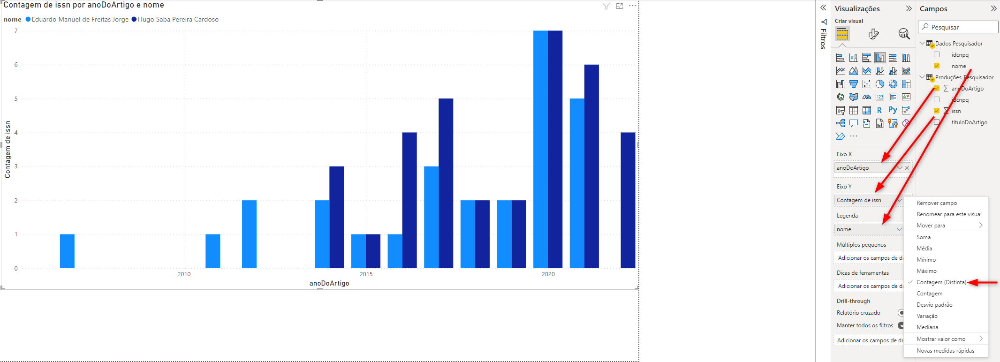 Contagem de issn por anoDoArtigo e nome
nome Eduardo Manuel de Freitas Jorge Hugo Saba Pereira Cardoso
Contagem de issn
7
6
5
4
3
2
1
0
2010
2015
2020
anoDoArtigo
Filtros
Visualizações
Criar visual
123
R
Py
Eixo X
anoDoArtigo
Eixo Y
Contagem de issn
Legenda
nome
Múltiplos pequenos
Adicionar os campos de da
Dicas de ferramentas
Adicionar os campos de da
Drill-through
Relatório cruzado
Manter todos os filtros
Adicionar os campos de dr
Campos
Pesquisar
Dados Pesquisador
idcnpq
nome
Produções_Pesquisador
anoDoArtigo
idcnpq
issn
tituloDoArtigo
Remover campo
Renomear para este visual
Mover para
Soma
Média
Mínimo
Máximo
Contagem (Distinta)
Contagem
Desvio padrão
Variação
Mediana
Mostrar valor como
Novas medidas rápidas